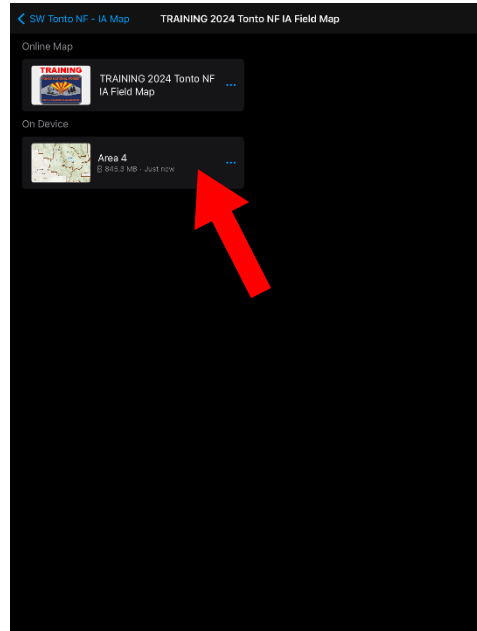 SW Tonto NF - IA Map
TRAINING 2024 Tonto NF IA Field Map
Online Map
TRAINING
TRAINING 2024 Tonto NF
IA Field Map
...
On Device
Area 4
845.3 MB · Just now
...